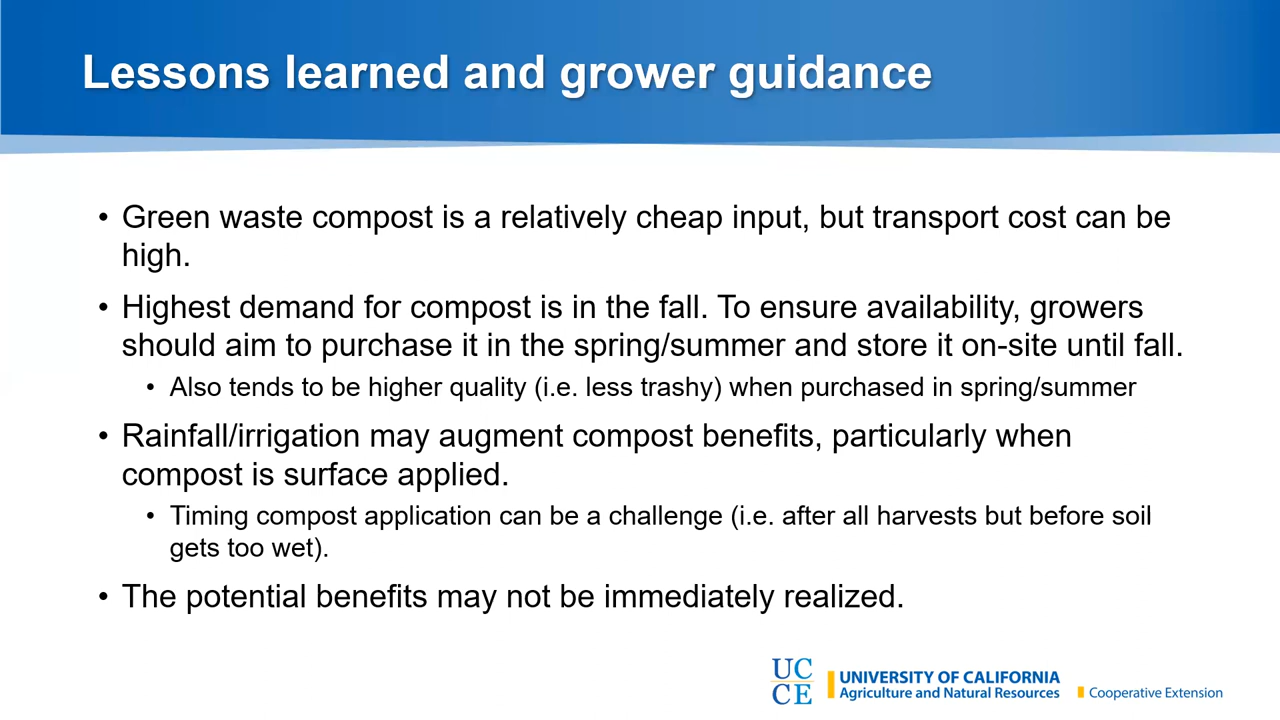 Lessons learned and grower guidance
• Green waste compost is a relatively cheap input, but transport cost can be
high.
• Highest demand for compost is in the fall. To ensure availability, growers
should aim to purchase it in the spring/summer and store it on-site until fall.
• Also tends to be higher quality (i.e. less trashy) when purchased in spring/summer
• Rainfall/irrigation may augment compost benefits, particularly when
compost is surface applied.
• Timing compost application can be a challenge (i.e. after all harvests but before soil
gets too wet).
• The potential benefits may not be immediately realized.
UC
CE
UNIVERSITY OF CALIFORNIA
Agriculture and Natural Resources
Cooperative Extension